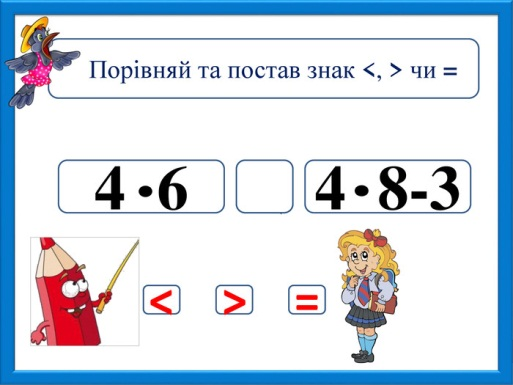 Порівняй та постав знак <, > чи =
4 •6 4•8-3
< > =